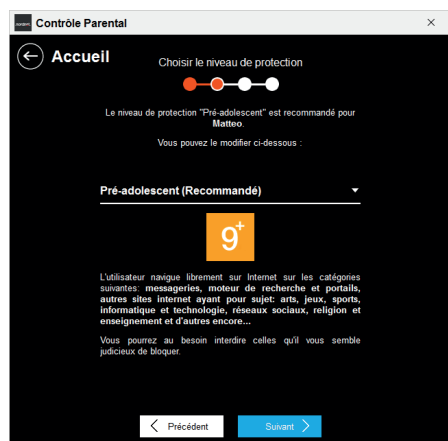 Contrôle Parental
Accueil
Choisir le niveau de protection
Le niveau de protection "Pré-adolescent" est recommandé pour
Matteo.
Vous pouvez le modifier ci-dessous :
Pré-adolescent (Recommandé)
9+
L'utilisateur navigue librement sur Internet sur les catégories
suivantes: messageries, moteur de recherche et portails,
autres sites internet ayant pour sujet: arts, jeux, sports,
informatique et technologie, réseaux sociaux, religion et
enseignement et d'autres encore...
Vous pourrez au besoin interdire celles qu'il vous semble
judicieux de bloquer.
Précédent
Suivant